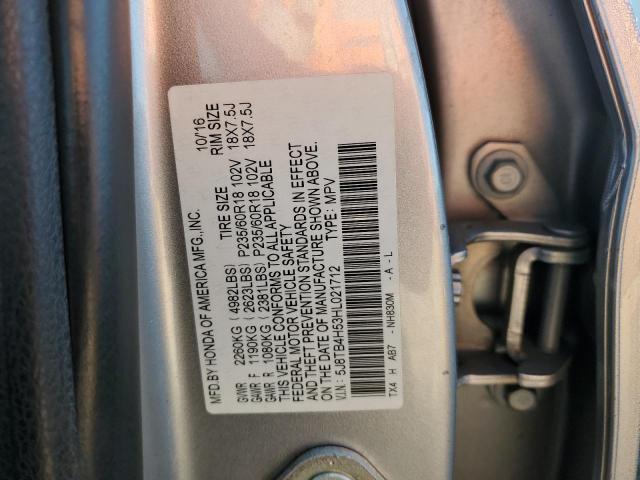 MFD.BY HONDA OF AMERICA MFG.,INC. 10/16
TIRE SIZE RIM SIZE
GVWR 2260KG ( 4982LBS)
GAWR F 1190KG ( 2623LBS) P235/60R18 102V 18X7.5J
GAWR R 1080KG ( 2381LBS) P235/60R18 102V 18X7.5J
THIS VEHICLE CONFORMS TO ALL APPLICABLE
FEDERAL MOTOR VEHICLE SAFETY
AND THEFT PREVENTION STANDARDS IN EFFECT
ON THE DATE OF MANUFACTURE SHOWN ABOVE.
V.I.N.: 5J8TB4H53HL021712 TYPE: MPV
TX4 H AB7 - NH830M - A - L